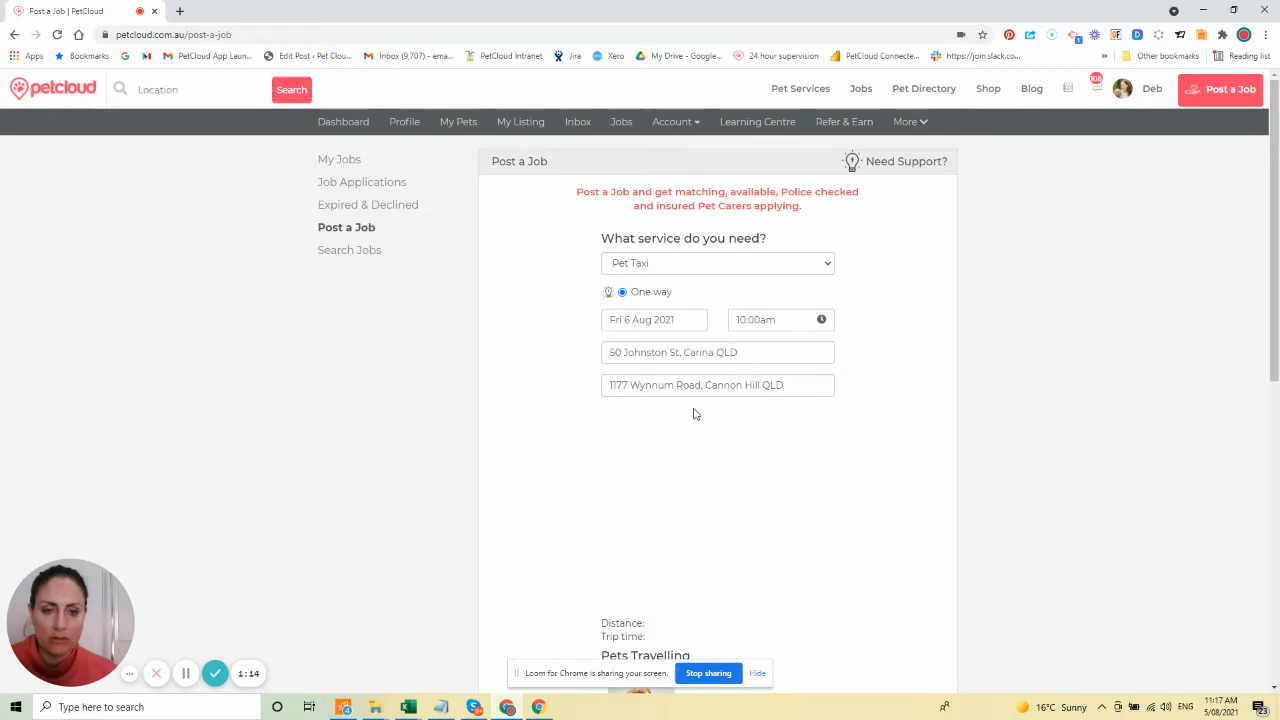 Post a Job | PetCloud
petcloud.com.au/post-a-job
Apps
Bookmarks
PetCloud App Laun...
Edit Post ‹ Pet Clou...
Inbox (9,707) - ema...
PetCloud Intranet
Jira
Xero
My Drive - Google...
24 hour supervision
PetCloud Connecte...
https://join.slack.co...
Other bookmarks
Reading list
petcloud
Location
Search
Pet Services
Jobs
Pet Directory
Shop
Blog
108
Deb
Post a Job
Dashboard
Profile
My Pets
My Listing
Inbox
Jobs
Account
Learning Centre
Refer & Earn
More
My Jobs
Job Applications
Expired & Declined
Post a Job
Search Jobs
Post a Job
Need Support?
Post a Job and get matching, available, Police checked
and insured Pet Carers applying.
What service do you need?
Pet Taxi
One way
Fri 6 Aug 2021
10:00am
50 Johnston St, Carina QLD
1177 Wynnum Road, Cannon Hill QLD
Distance:
Trip time:
Pets Travelling
1:14
Loom for Chrome is sharing your screen.
Stop sharing
Hide
Type here to search
16°C Sunny
ENG
11:17 AM
5/08/2021
23